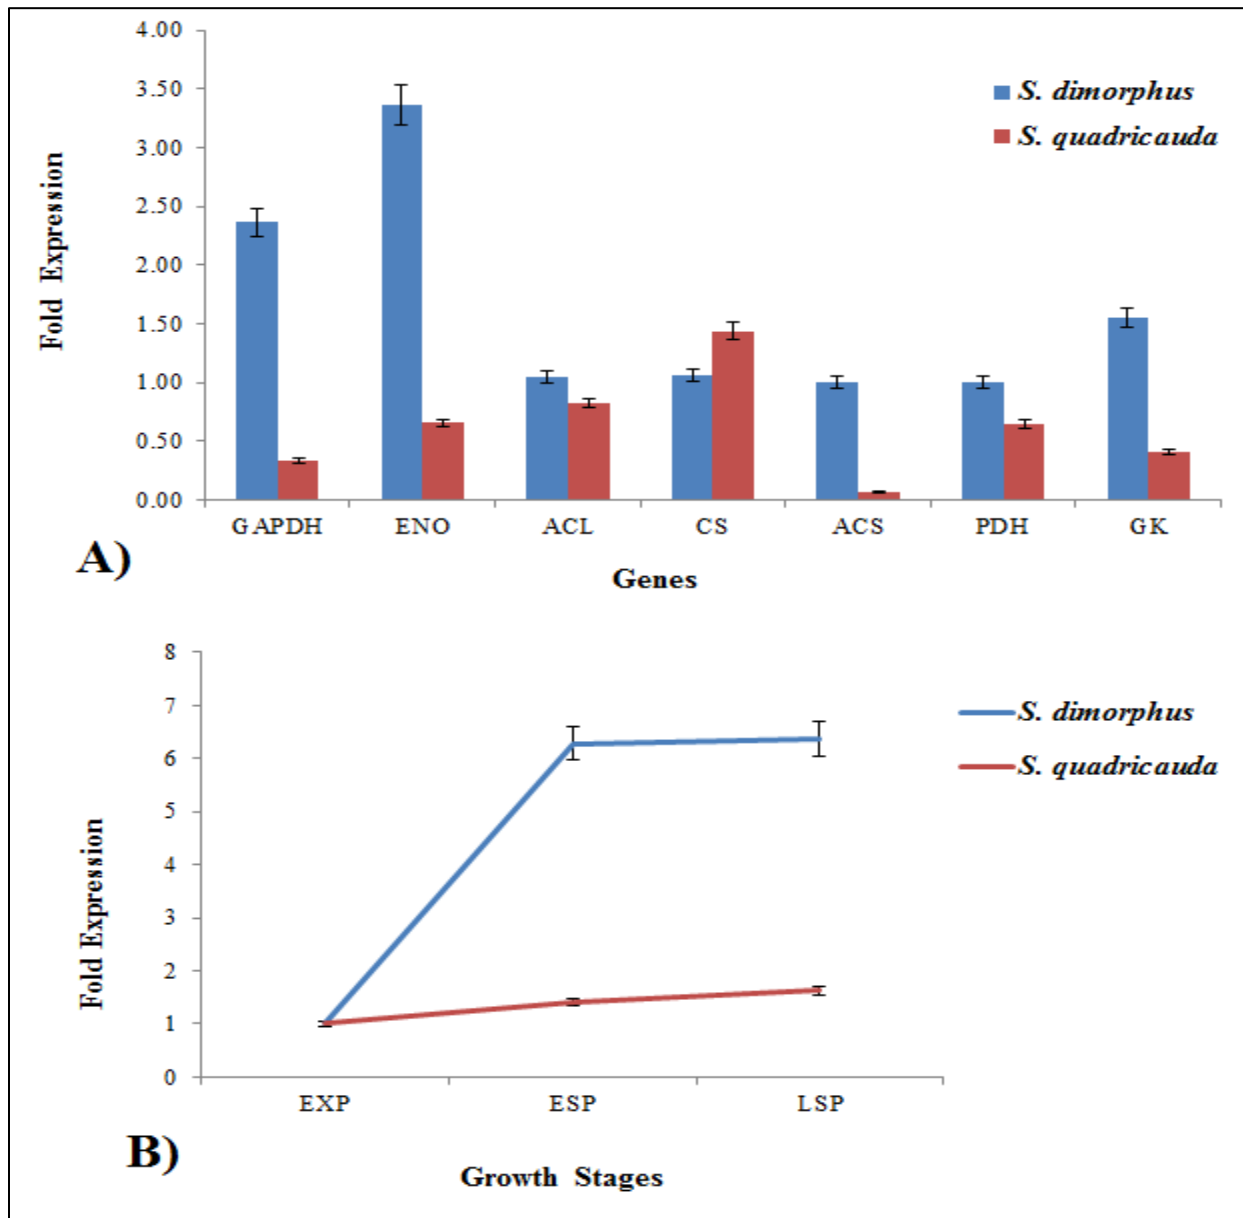 4.00
3.50
3.00
2.50
2.00
1.50
1.00
0.50
0.00
Fold Expression
S. dimorphus
S. quadricauda
GAPDH ENO ACL CS ACS PDH GK
A)
Genes
8
7
6
5
4
3
2
1
0
Fold Expression
S. dimorphus
S. quadricauda
EXP ESP LSP
B)
Growth Stages